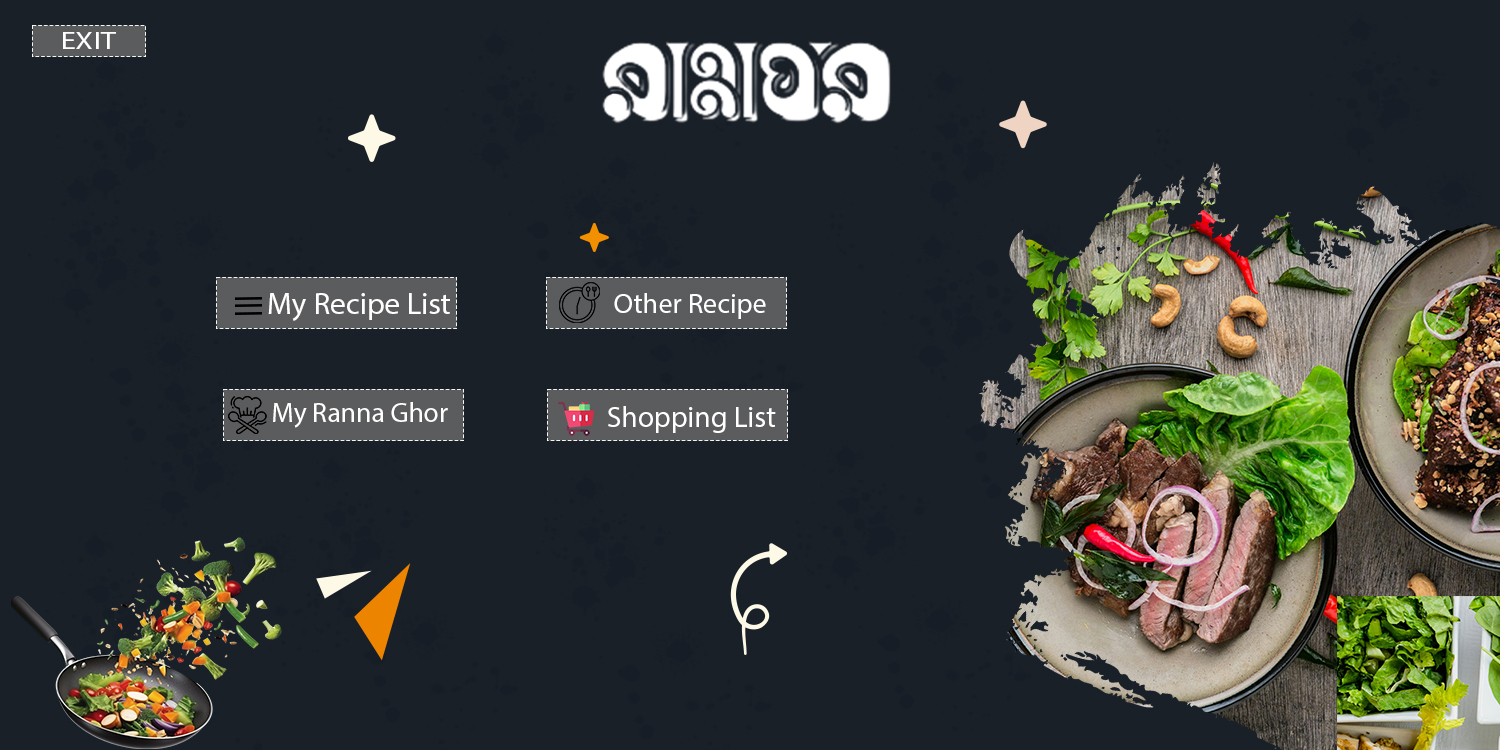 EXIT
রান্নাঘর
My Recipe List
Other Recipe
My Ranna Ghor
Shopping List